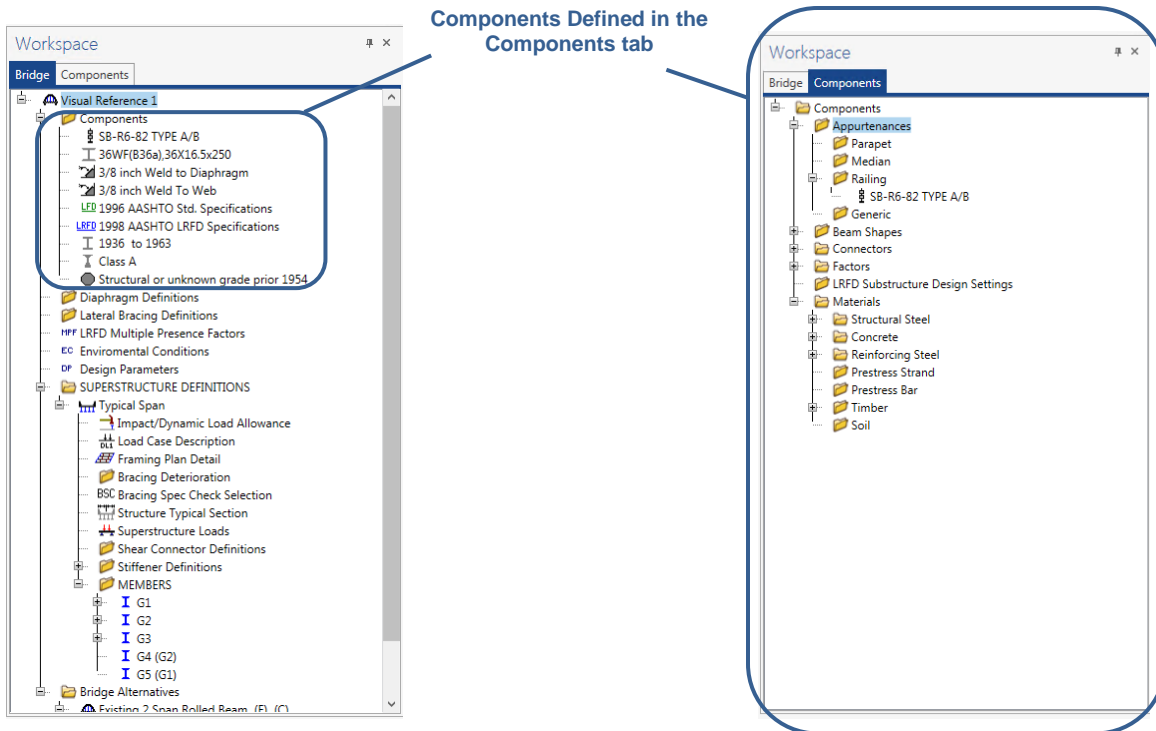 Components Defined in the
Components tab
Workspace
Bridge Components
Visual Reference 1
Components
SB-R6-82 TYPE A/B
36WF(B36a),36X16.5x250
3/8 inch Weld to Diaphragm
3/8 inch Weld To Web
LFD 1996 AASHTO Std. Specifications
LRFD 1998 AASHTO LRFD Specifications
1936 to 1963
Class A
Structural or unknown grade prior 1954
Diaphragm Definitions
Lateral Bracing Definitions
MPF LRFD Multiple Presence Factors
EC Enviromental Conditions
DP Design Parameters
SUPERSTRUCTURE DEFINITIONS
Typical Span
Impact/Dynamic Load Allowance
DL1 Load Case Description
Framing Plan Detail
Bracing Deterioration
BSC Bracing Spec Check Selection
Structure Typical Section
Superstructure Loads
Shear Connector Definitions
Stiffener Definitions
MEMBERS
G1
G2
G3
G4 (G2)
G5 (G1)
Bridge Alternatives
Existing 2 Span Rolled Beam (E) (C)
Workspace
Bridge Components
Components
Appurtenances
Parapet
Median
Railing
SB-R6-82 TYPE A/B
Generic
Beam Shapes
Connectors
Factors
LRFD Substructure Design Settings
Materials
Structural Steel
Concrete
Reinforcing Steel
Prestress Strand
Prestress Bar
Timber
Soil